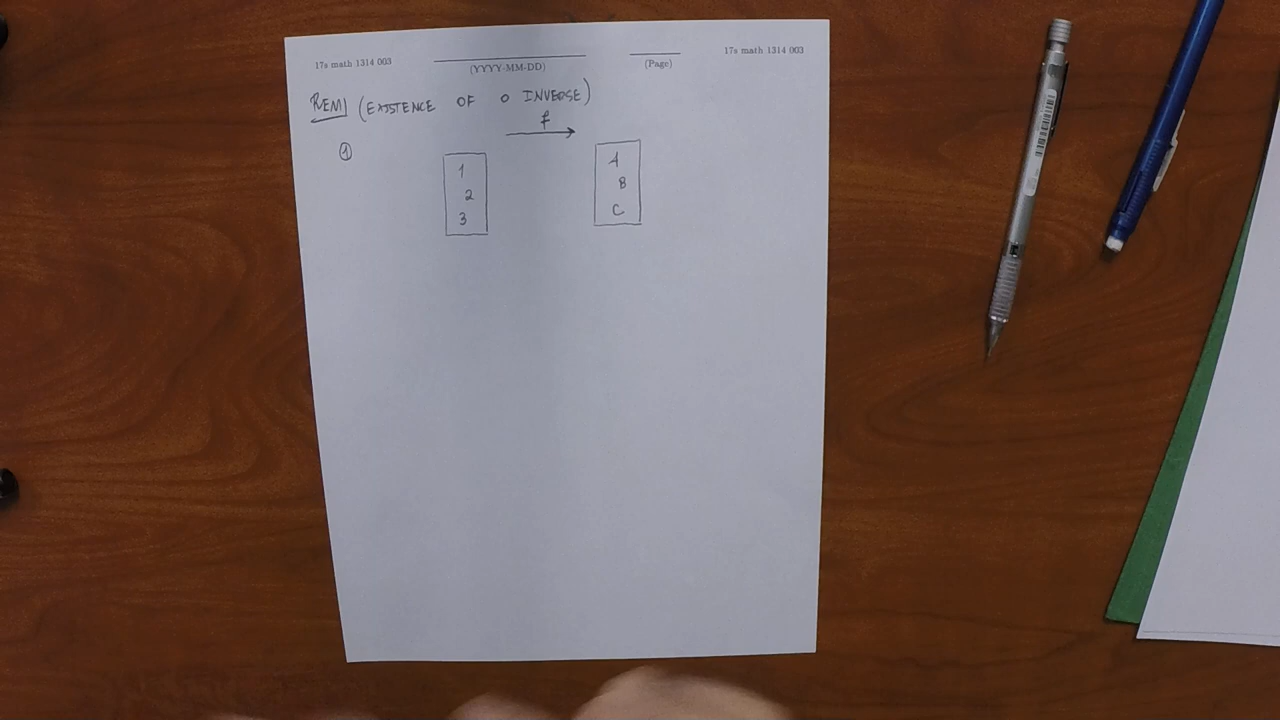 17s math 1314 003 (YYYY-MM-DD) (Page) 17s math 1314 003
REM (EXISTENCE OF o INVERSE)
f
①
1 A
2 B
3 C